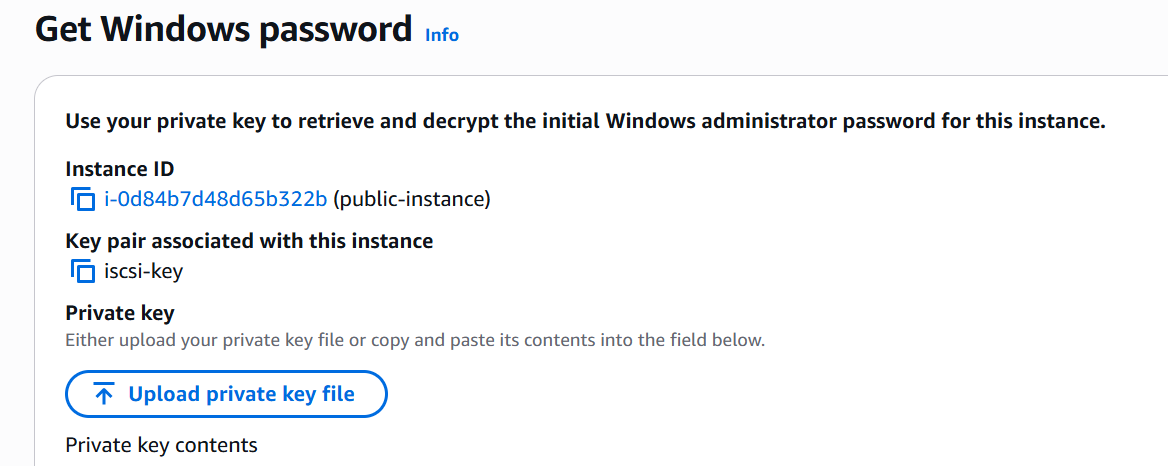 Get Windows password Info
Use your private key to retrieve and decrypt the initial Windows administrator password for this instance.
Instance ID
i-0d84b7d48d65b322b (public-instance)
Key pair associated with this instance
iscsi-key
Private key
Either upload your private key file or copy and paste its contents into the field below.
Upload private key file
Private key contents